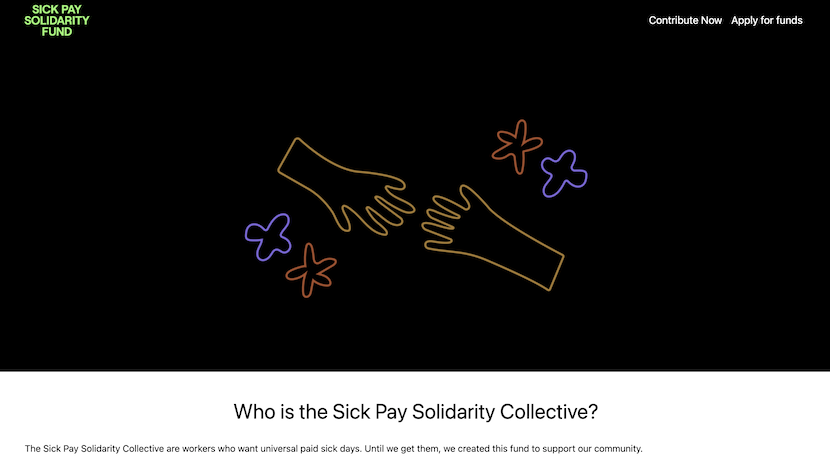 SICK PAY
SOLIDARITY
FUND
Contribute Now Apply for funds
Who is the Sick Pay Solidarity Collective?
The Sick Pay Solidarity Collective are workers who want universal paid sick days. Until we get them, we created this fund to support our community.